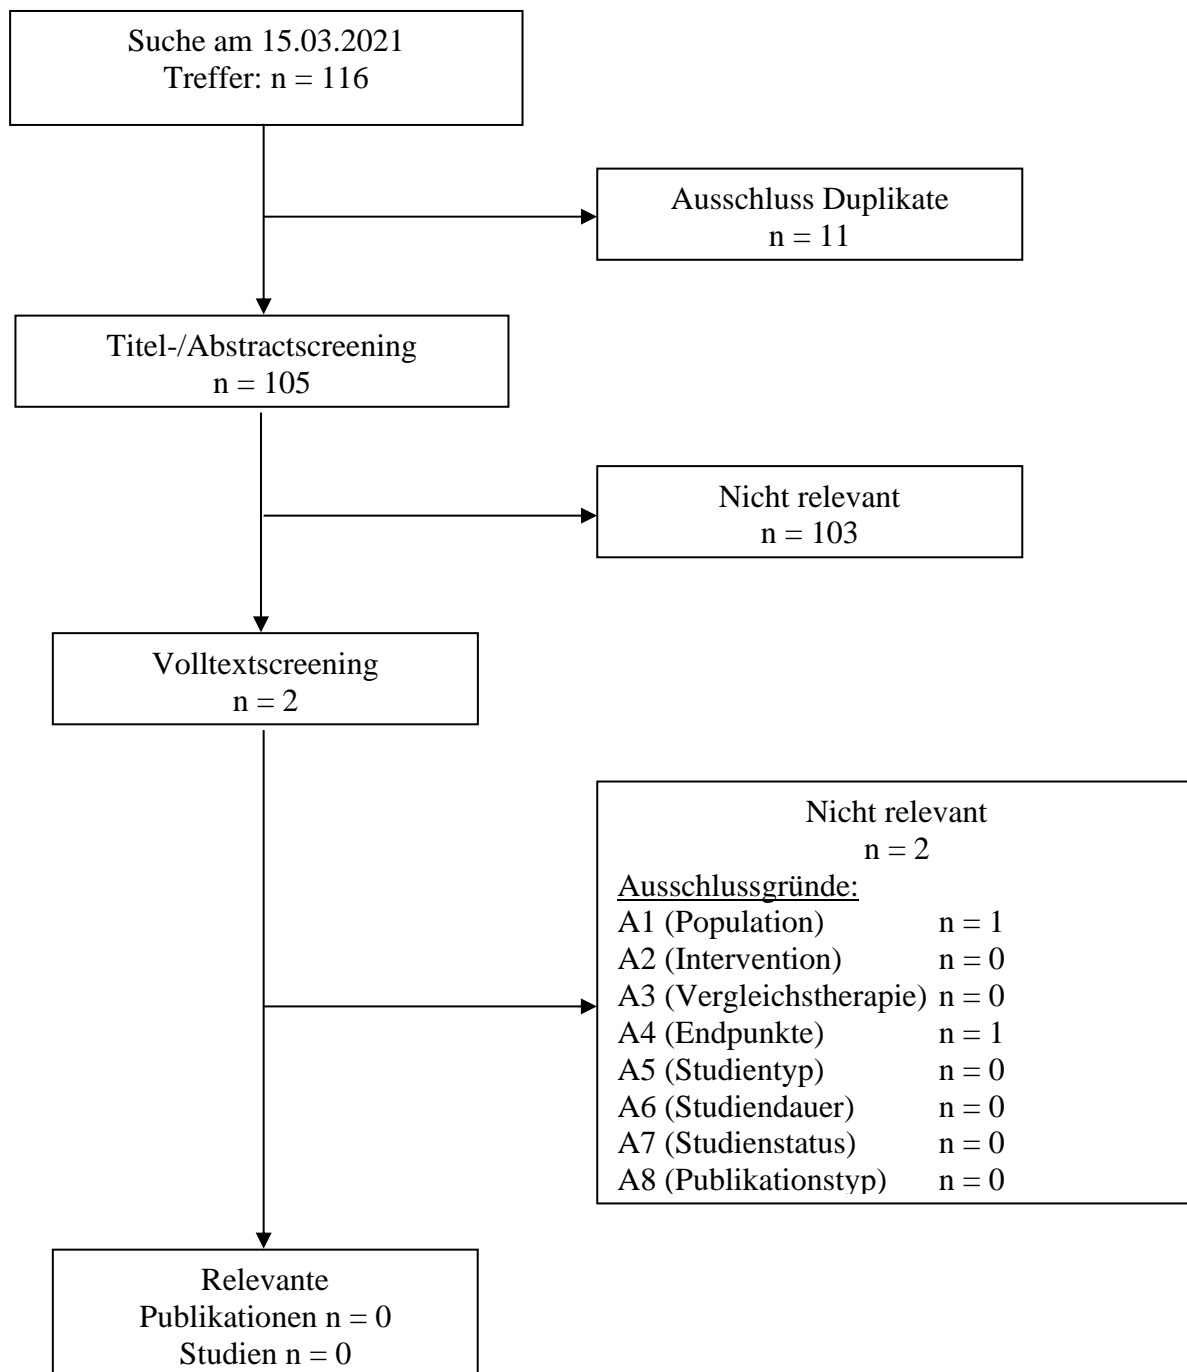 Suche am 15.03.2021
Treffer: n = 116
Ausschluss Duplikate
n = 11
Titel-/Abstractscreening
n = 105
Nicht relevant
n = 103
Volltextscreening
n = 2
Nicht relevant
n = 2
Ausschlussgründe:
A1 (Population) n = 1
A2 (Intervention) n = 0
A3 (Vergleichstherapie) n = 0
A4 (Endpunkte) n = 1
A5 (Studientyp) n = 0
A6 (Studiendauer) n = 0
A7 (Studienstatus) n = 0
A8 (Publikationstyp) n = 0
Relevante
Publikationen n = 0
Studien n = 0